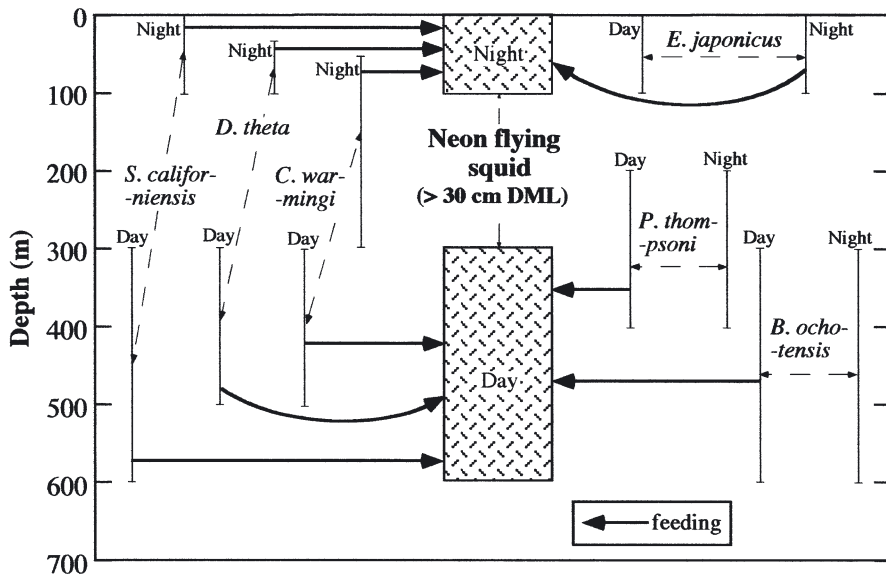 0
100
200
300
400
500
600
700
Depth (m)
Night
Night
Night
Night
Day
Night
E. japonicus
D. theta
S. califor-
-niensis
C. war-
-mingi
Neon flying
squid
(> 30 cm DML)
Day
Night
P. thom-
-psoni
Day
Day
Day
Day
Night
B. ocho-
-tensis
Day
feeding